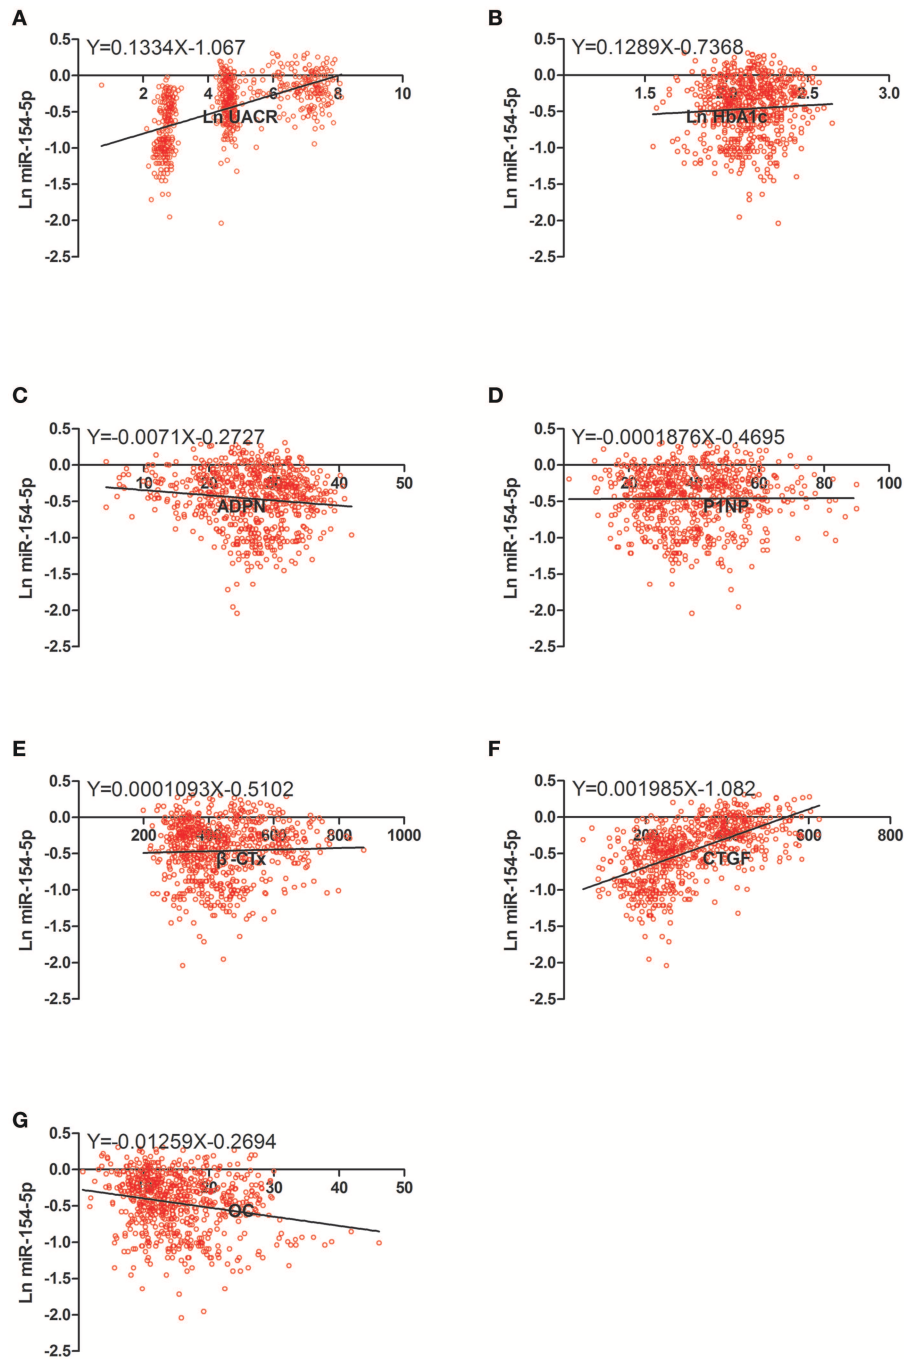 A
Y=0.1334X-1.067
0.5
0.0
-0.5
-1.0
-1.5
-2.0
-2.5
2 4 6 8 10
Ln UACR
Ln miR-154-5p
B
Y=0.1289X-0.7368
0.5
0.0
-0.5
-1.0
-1.5
-2.0
-2.5
1.5 2.0 2.5 3.0
Ln HbA1c
Ln miR-154-5p
C
Y=-0.0071X-0.2727
0.5
0.0
-0.5
-1.0
-1.5
-2.0
-2.5
10 20 30 40 50
ADPN
Ln miR-154-5p
D
Y=-0.0001876X-0.4695
0.5
0.0
-0.5
-1.0
-1.5
-2.0
-2.5
20 40 60 80 100
P1NP
Ln miR-154-5p
E
Y=0.0001093X-0.5102
0.5
0.0
-0.5
-1.0
-1.5
-2.0
-2.5
200 400 600 800 1000
β -CTx
Ln miR-154-5p
F
Y=0.001985X-1.082
0.5
0.0
-0.5
-1.0
-1.5
-2.0
-2.5
200 400 600 800
CTGF
Ln miR-154-5p
G
Y=-0.01259X-0.2694
0.5
0.0
-0.5
-1.0
-1.5
-2.0
-2.5
10 20 30 40 50
OC
Ln miR-154-5p